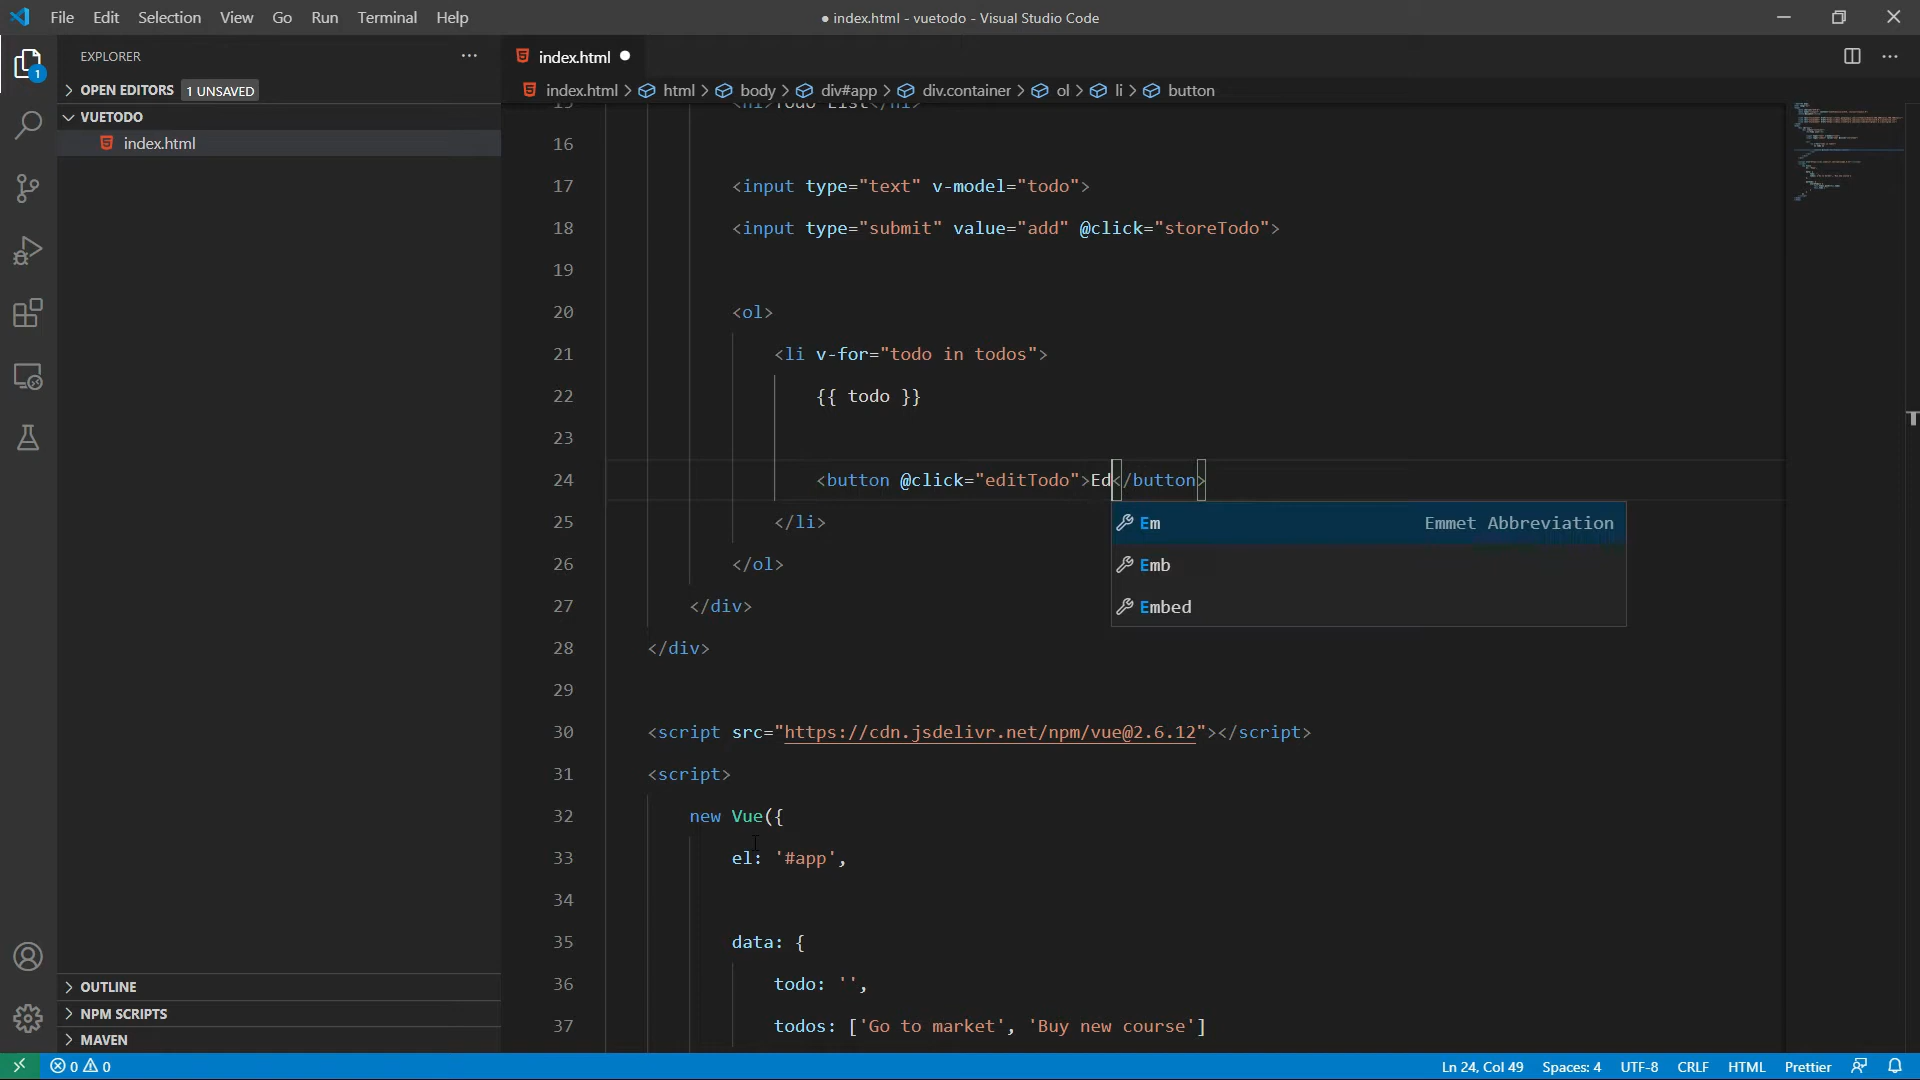 File Edit Selection View Go Run Terminal Help
● index.html - vuetodo - Visual Studio Code
EXPLORER
OPEN EDITORS 1 UNSAVED
VUETODO
index.html
OUTLINE
NPM SCRIPTS
MAVEN
1
index.html
index.html > html > body > div#app > div.container > ol > li > button
15 <h1>Todo List</h1>
16
17 <input type="text" v-model="todo">
18 <input type="submit" value="add" @click="storeTodo">
19
20 <ol>
21 <li v-for="todo in todos">
22 {{ todo }}
23
24 <button @click="editTodo">Ed</button>
Em Emmet Abbreviation
Emb
Embed
25 </li>
26 </ol>
27 </div>
28 </div>
29
30 <script src="https://cdn.jsdelivr.net/npm/vue@2.6.12"></script>
31 <script>
32 new Vue({
33 el: '#app',
34
35 data: {
36 todo: '',
37 todos: ['Go to market', 'Buy new course']
0 0
Ln 24, Col 49 Spaces: 4 UTF-8 CRLF HTML Prettier